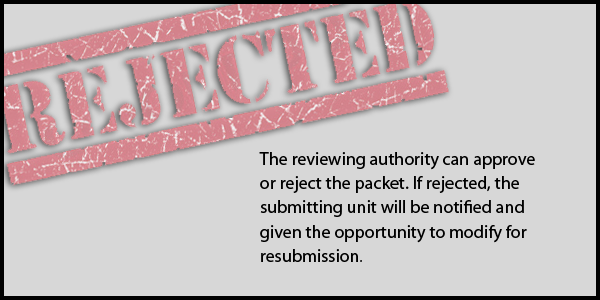 REJECTED
The reviewing authority can approve
or reject the packet. If rejected, the
submitting unit will be notified and
given the opportunity to modify for
resubmission.